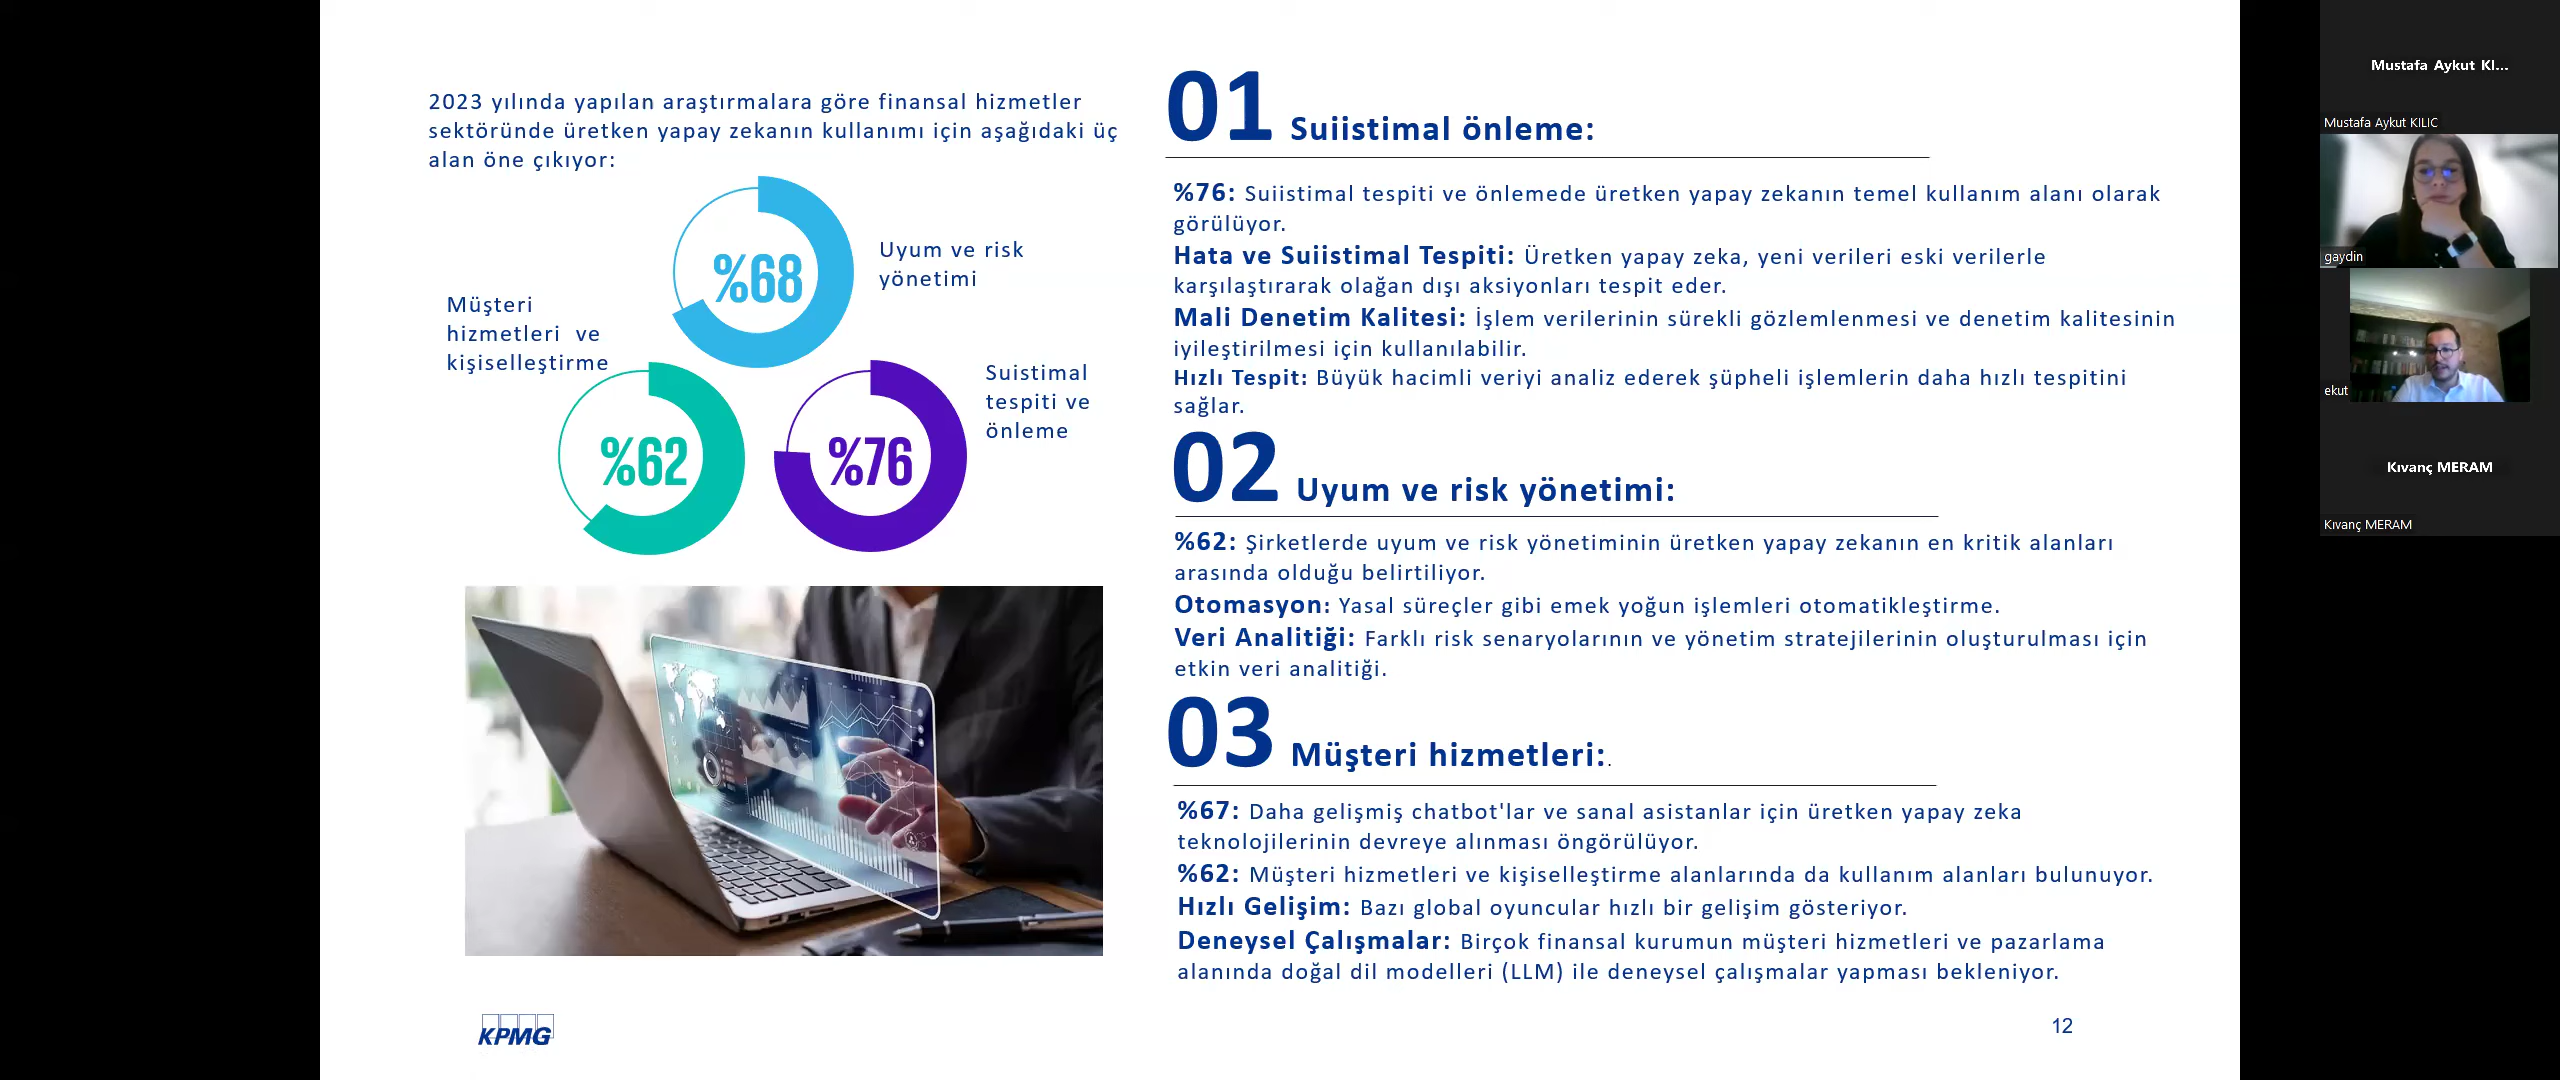 2023 yılında yapılan araştırmalara göre finansal hizmetler
sektöründe üretken yapay zekanın kullanımı için aşağıdaki üç
alan öne çıkıyor:
%68
Uyum ve risk
yönetimi
Müşteri
hizmetleri ve
kişiselleştirme
%62
%76
Suistimal
tespiti ve
önleme
KPMG
01 Suiistimal önleme:
%76: Suiistimal tespiti ve önlemede üretken yapay zekanın temel kullanım alanı olarak
görülüyor.
Hata ve Suiistimal Tespiti: Üretken yapay zeka, yeni verileri eski verilerle
karşılaştırarak olağan dışı aksiyonları tespit eder.
Mali Denetim Kalitesi: İşlem verilerinin sürekli gözlemlenmesi ve denetim kalitesinin
iyileştirilmesi için kullanılabilir.
Hızlı Tespit: Büyük hacimli veriyi analiz ederek şüpheli işlemlerin daha hızlı tespitini
sağlar.
02 Uyum ve risk yönetimi:
%62: Şirketlerde uyum ve risk yönetiminin üretken yapay zekanın en kritik alanları
arasında olduğu belirtiliyor.
Otomasyon: Yasal süreçler gibi emek yoğun işlemleri otomatikleştirme.
Veri Analitiği: Farklı risk senaryolarının ve yönetim stratejilerinin oluşturulması için
etkin veri analitiği.
03 Müşteri hizmetleri:.
%67: Daha gelişmiş chatbot'lar ve sanal asistanlar için üretken yapay zeka
teknolojilerinin devreye alınması öngörülüyor.
%62: Müşteri hizmetleri ve kişiselleştirme alanlarında da kullanım alanları bulunuyor.
Hızlı Gelişim: Bazı global oyuncular hızlı bir gelişim gösteriyor.
Deneysel Çalışmalar: Birçok finansal kurumun müşteri hizmetleri ve pazarlama
alanında doğal dil modelleri (LLM) ile deneysel çalışmalar yapması bekleniyor.
12
Mustafa Aykut KI...
Mustafa Aykut KILIC
gaydin
ekut
Kıvanç MERAM
Kıvanç MERAM